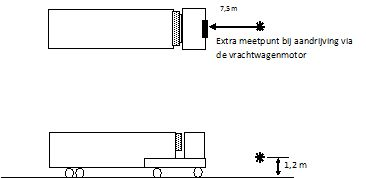 7,5 m
Extra meetpunt bij aandrijving via
de vrachtwagenmotor
1,2 m